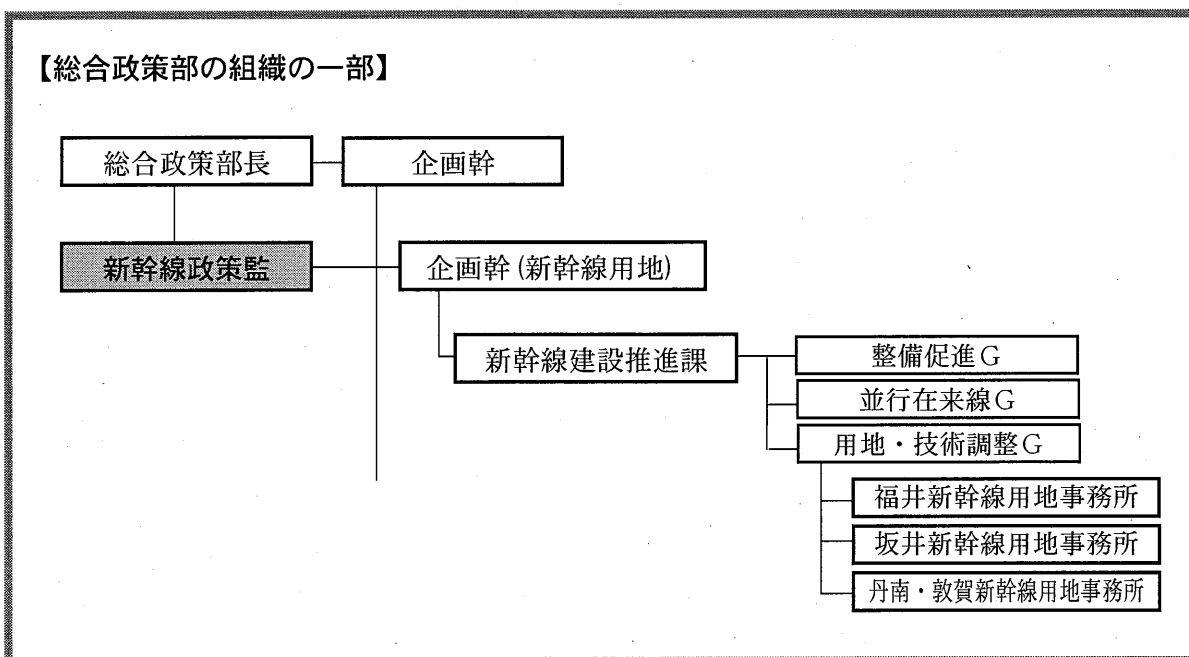 【総合政策部の組織の一部】
総合政策部長
企画幹
新幹線政策監
企画幹(新幹線用地)
新幹線建設推進課
整備促進G
並行在来線G
用地・技術調整G
福井新幹線用地事務所
坂井新幹線用地事務所
丹南・敦賀新幹線用地事務所